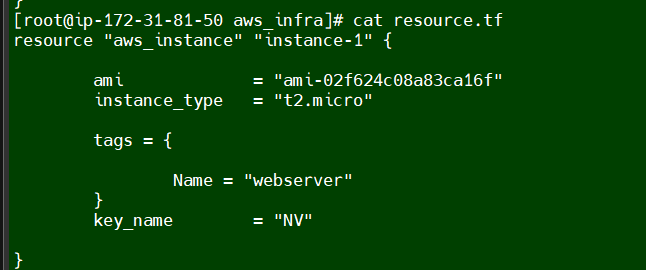 }
[root@ip-172-31-81-50 aws_infra]# cat resource.tf
resource "aws_instance" "instance-1" {
ami = "ami-02f624c08a83ca16f"
instance_type = "t2.micro"
tags = {
Name = "webserver"
}
key_name = "NV"
}